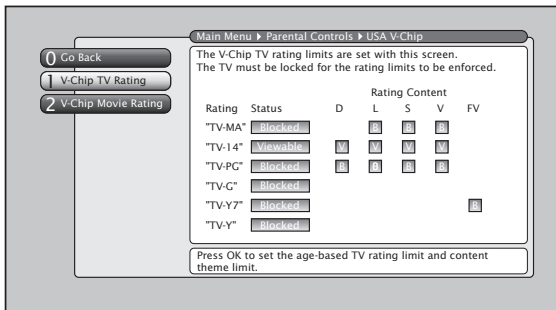 Main Menu ▶ Parental Controls ▶ USA V-Chip
0 Go Back
1 V-Chip TV Rating
2 V-Chip Movie Rating
The V-Chip TV rating limits are set with this screen.
The TV must be locked for the rating limits to be enforced.
Rating Content
Rating Status D L S V FV
"TV-MA" Blocked B B B
"TV-14" Viewable V V V V
"TV-PG" Blocked B B B
"TV-G" Blocked
"TV-Y7" Blocked B
"TV-Y" Blocked
Press OK to set the age-based TV rating limit and content
theme limit.